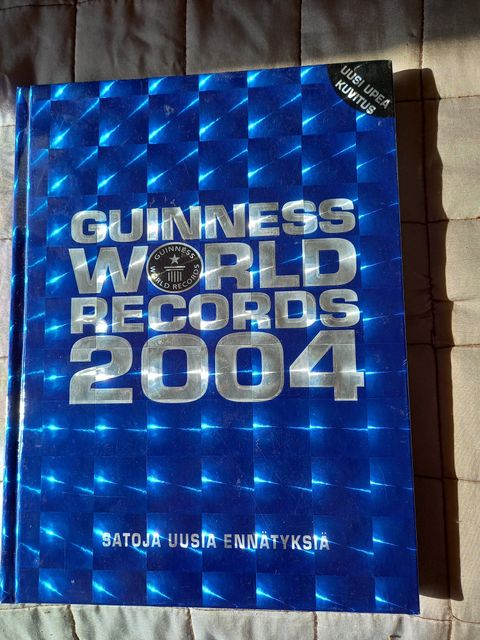 UUSI UPEA
KUVITUS
GUINNESS
WORLD
GUINNESS
WORLD RECORDS
RECORDS
2004
SATOJA UUSIA ENNÄTYKSIÄ